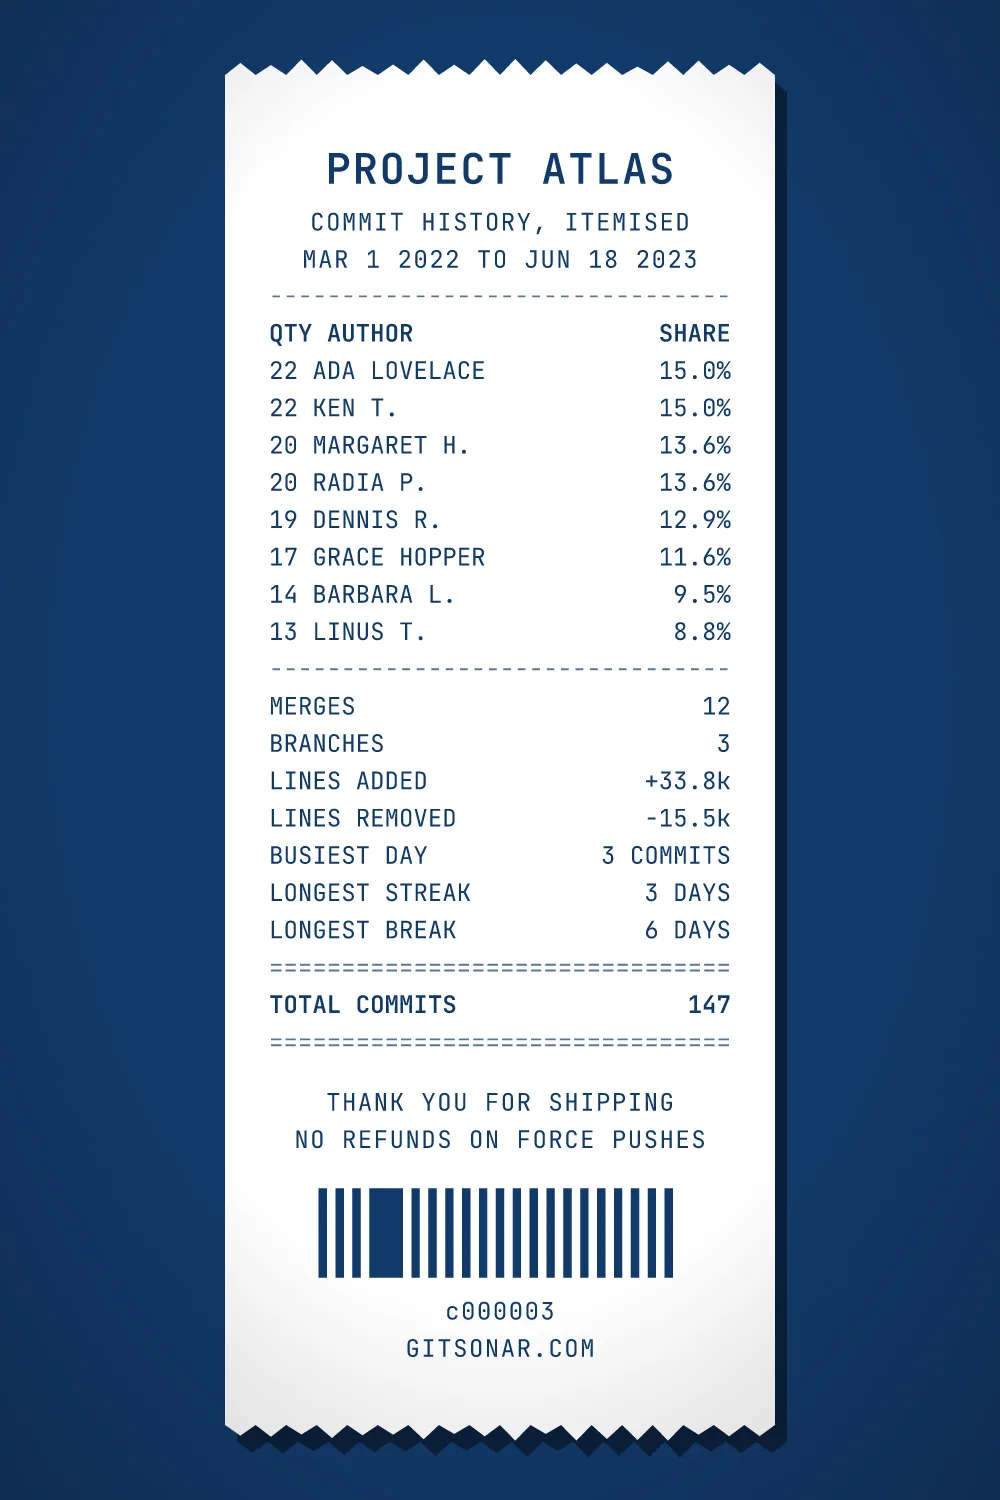 PROJECT ATLAS
COMMIT HISTORY, ITEMISED
MAR 1 2022 TO JUN 18 2023
--------------------------------
QTY AUTHOR SHARE
22 ADA LOVELACE 15.0%
22 KEN T. 15.0%
20 MARGARET H. 13.6%
20 RADIA P. 13.6%
19 DENNIS R. 12.9%
17 GRACE HOPPER 11.6%
14 BARBARA L. 9.5%
13 LINUS T. 8.8%
--------------------------------
MERGES 12
BRANCHES 3
LINES ADDED +33.8k
LINES REMOVED -15.5k
BUSIEST DAY 3 COMMITS
LONGEST STREAK 3 DAYS
LONGEST BREAK 6 DAYS
================================
TOTAL COMMITS 147
================================
THANK YOU FOR SHIPPING
NO REFUNDS ON FORCE PUSHES
c000003
GITSONAR.COM